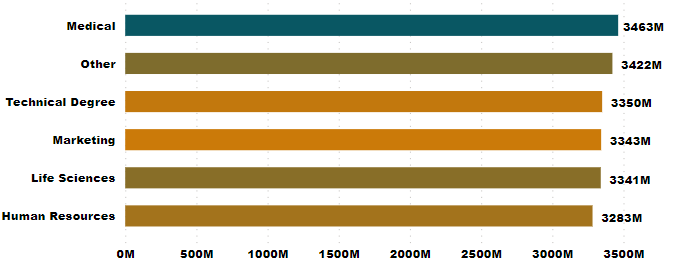 Medical 3463M
Other 3422M
Technical Degree 3350M
Marketing 3343M
Life Sciences 3341M
Human Resources 3283M
0M 500M 1000M 1500M 2000M 2500M 3000M 3500M